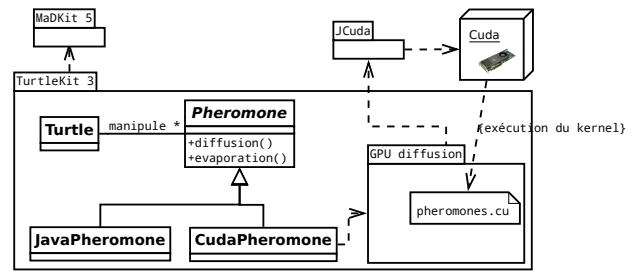 MaDKit 5
JCuda
Cuda
TurtleKit 3
Pheromone
Turtle
manipule *
+diffusion()
+evaporation()
{exécution du kernel}
GPU diffusion
pheromones.cu
JavaPheromone
CudaPheromone